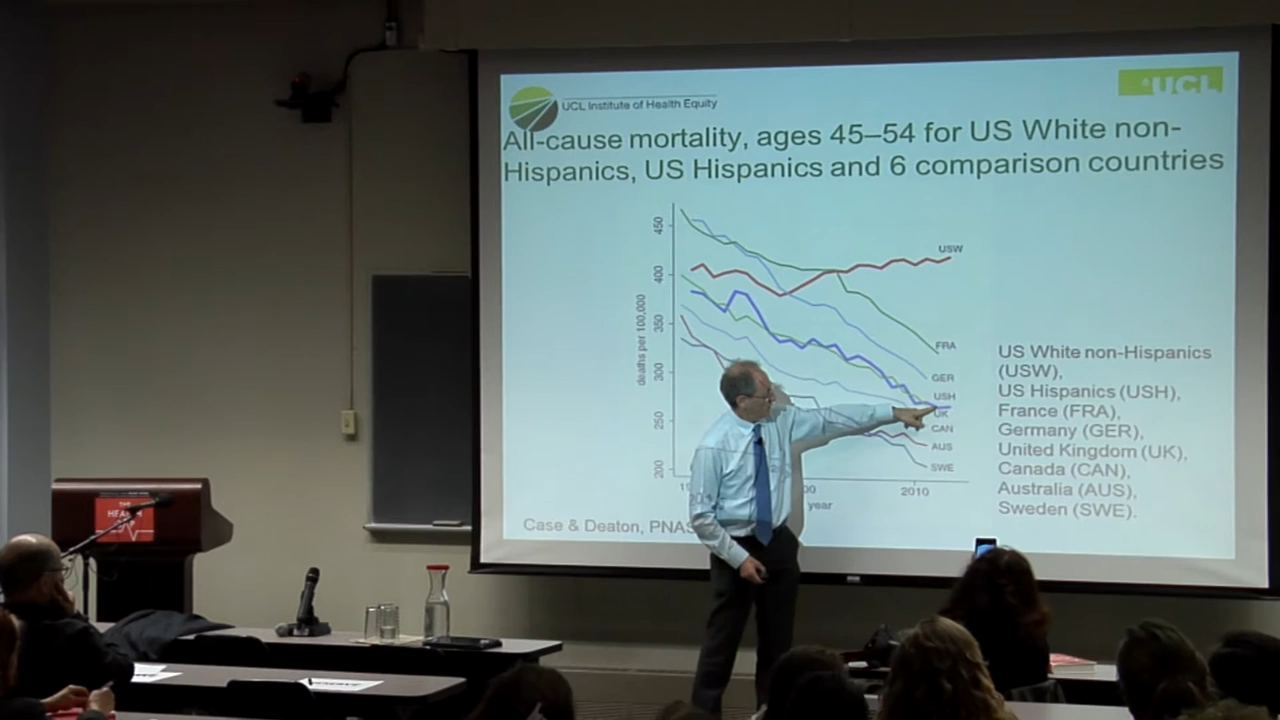 UCL Institute of Health Equity
UCL
All-cause mortality, ages 45–54 for US White non-
Hispanics, US Hispanics and 6 comparison countries
450
400
350
300
250
200
deaths per 100,000
USW
FRA
GER
USH
UK
CAN
AUS
SWE
2010
year
US White non-Hispanics
(USW),
US Hispanics (USH),
France (FRA),
Germany (GER),
United Kingdom (UK),
Canada (CAN),
Australia (AUS),
Sweden (SWE).
Case & Deaton, PNAS
THE